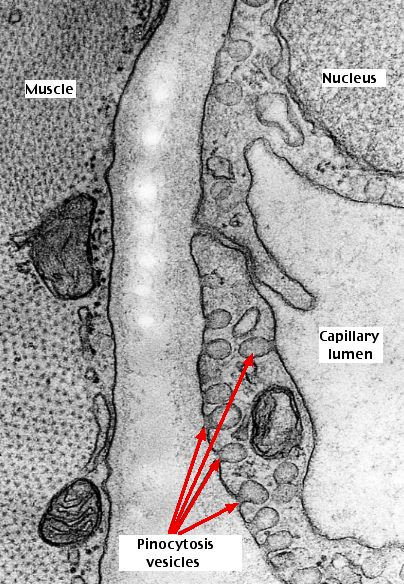 Muscle
Nucleus
Capillary
lumen
Pinocytosis
vesicles